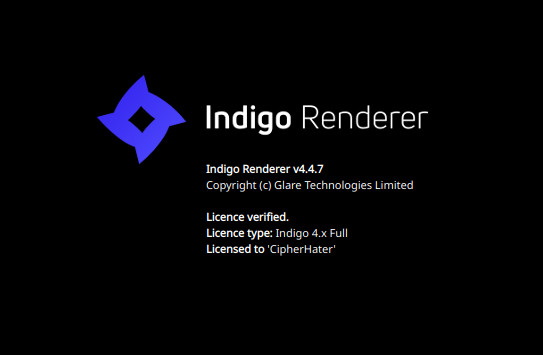 Indigo Renderer
Indigo Renderer v4.4.7
Copyright (c) Glare Technologies Limited
Licence verified.
Licence type: Indigo 4.x Full
Licensed to 'CipherHater'